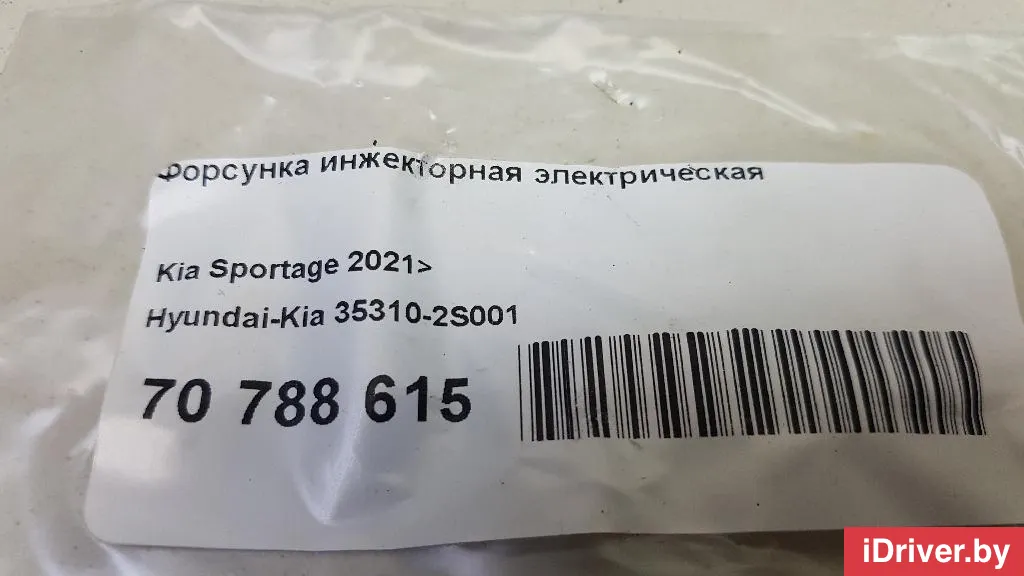 Форсунка инжекторная электрическая
Kia Sportage 2021>
Hyundai-Kia 35310-2S001
70 788 615
iDriver.by